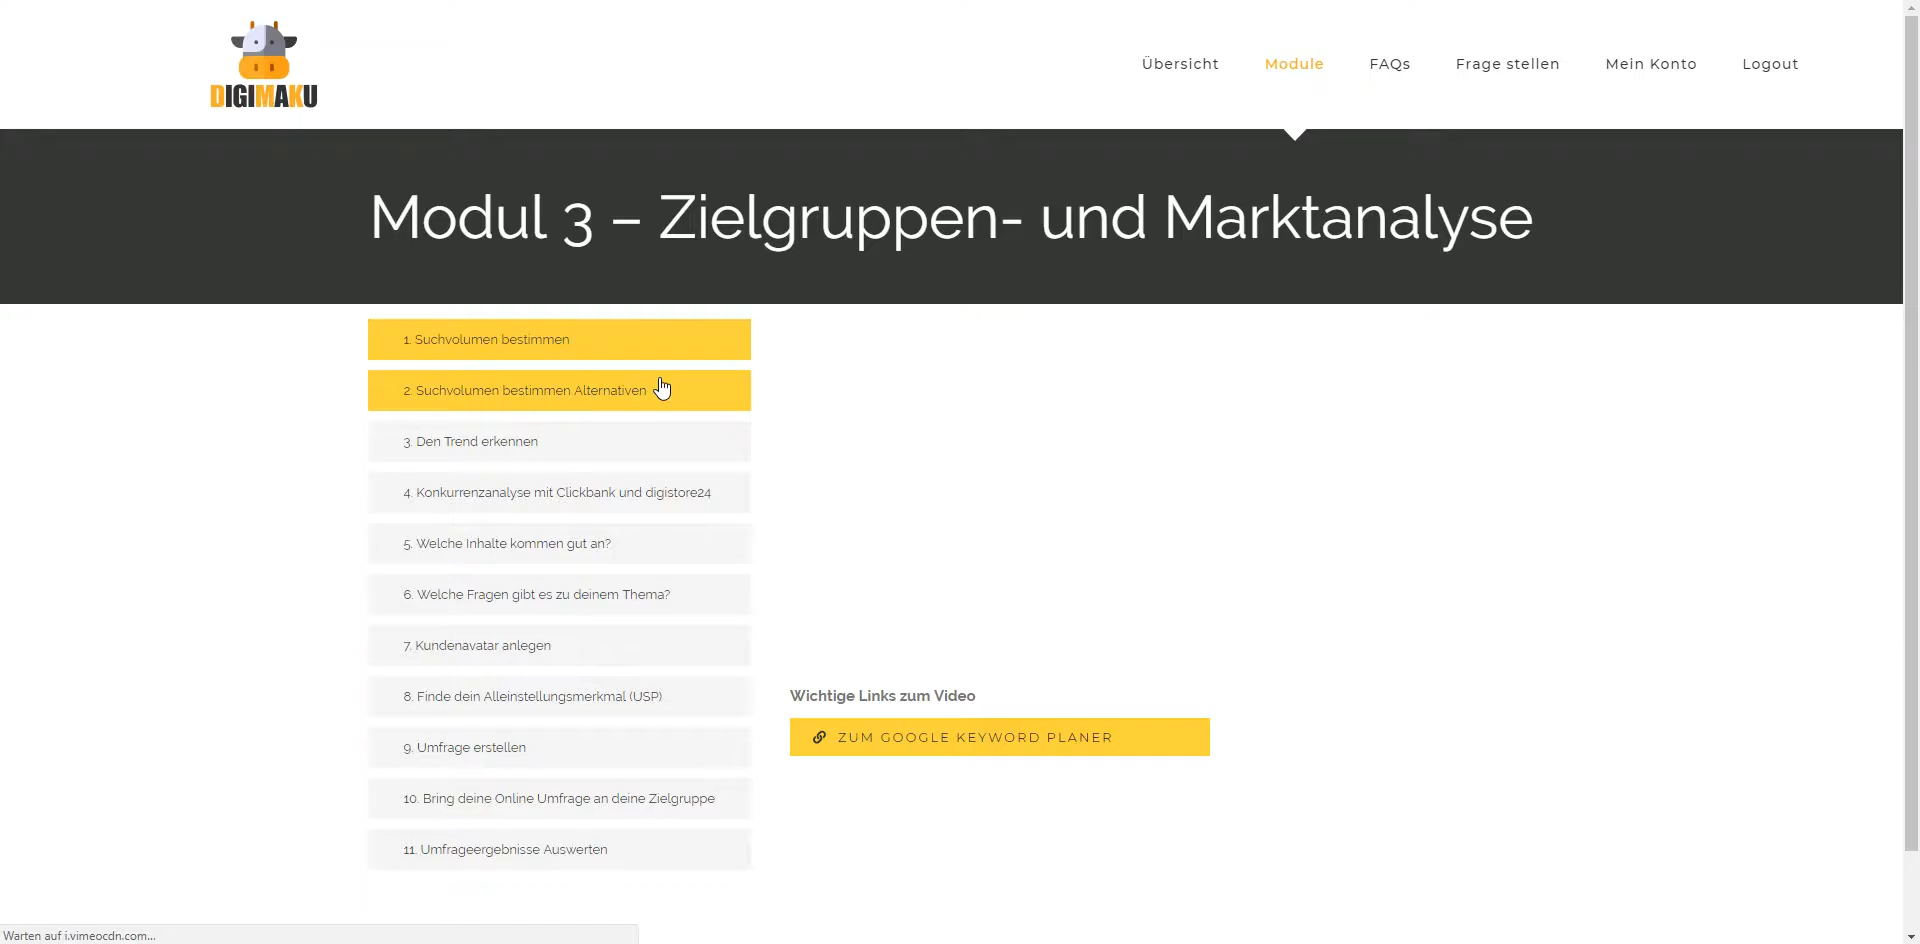 DIGIMAKU
Übersicht
Module
FAQs
Frage stellen
Mein Konto
Logout
Modul 3 – Zielgruppen- und Marktanalyse
1. Suchvolumen bestimmen
2. Suchvolumen bestimmen Alternativen
3. Den Trend erkennen
4. Konkurrenzanalyse mit Clickbank und digistore24
5. Welche Inhalte kommen gut an?
6. Welche Fragen gibt es zu deinem Thema?
7. Kundenavatar anlegen
8. Finde dein Alleinstellungsmerkmal (USP)
9. Umfrage erstellen
10. Bring deine Online Umfrage an deine Zielgruppe
11. Umfrageergebnisse Auswerten
Wichtige Links zum Video
ZUM GOOGLE KEYWORD PLANER
Warten auf i.vimeocdn.com...